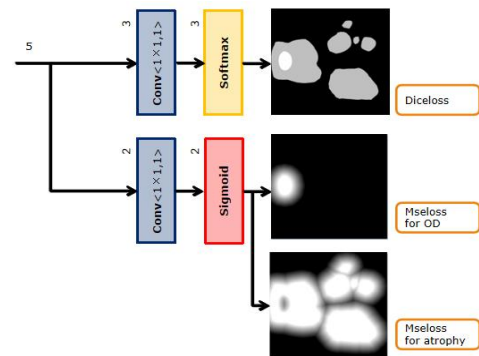 5
3
Conv<1×1,1>
3
Softmax
Diceloss
2
Conv<1×1,1>
2
Sigmoid
Mseloss
for OD
Mseloss
for atrophy